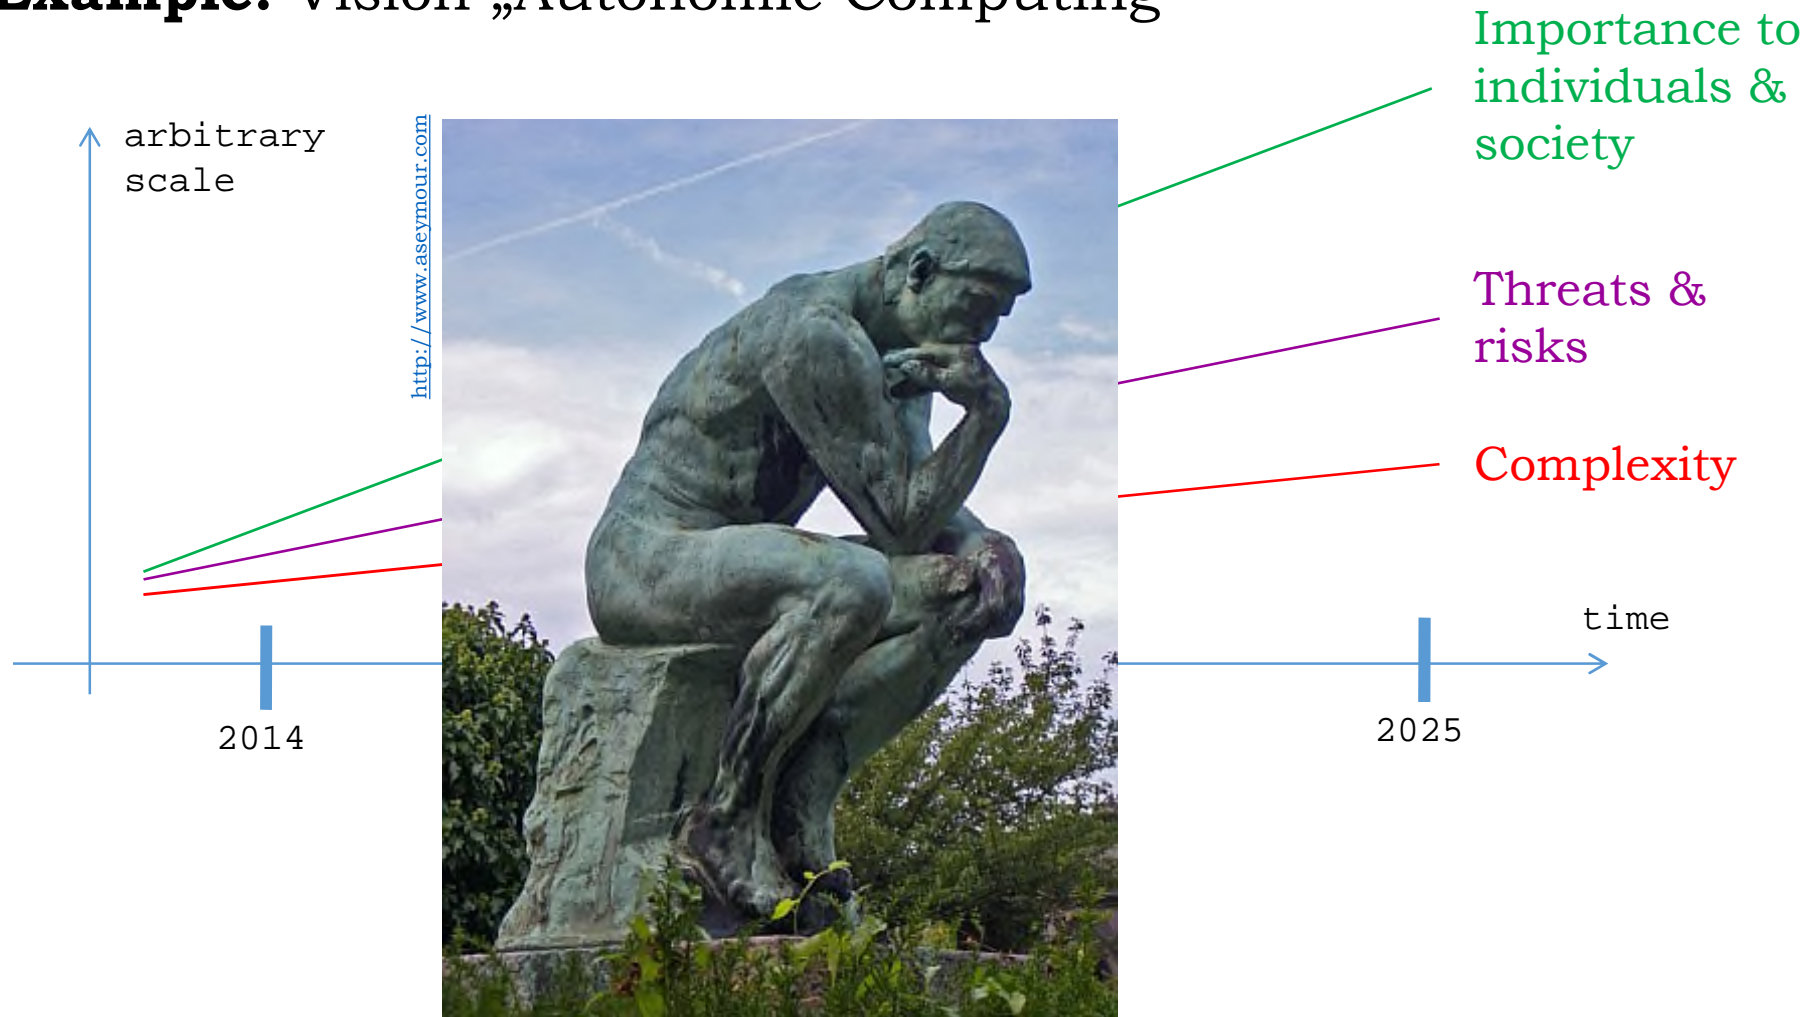 Example: Vision „Autonomic Computing
Importance to
individuals &
society
arbitrary
scale
http://www.aseymour.com
Threats &
risks
Complexity
time
2014
2025